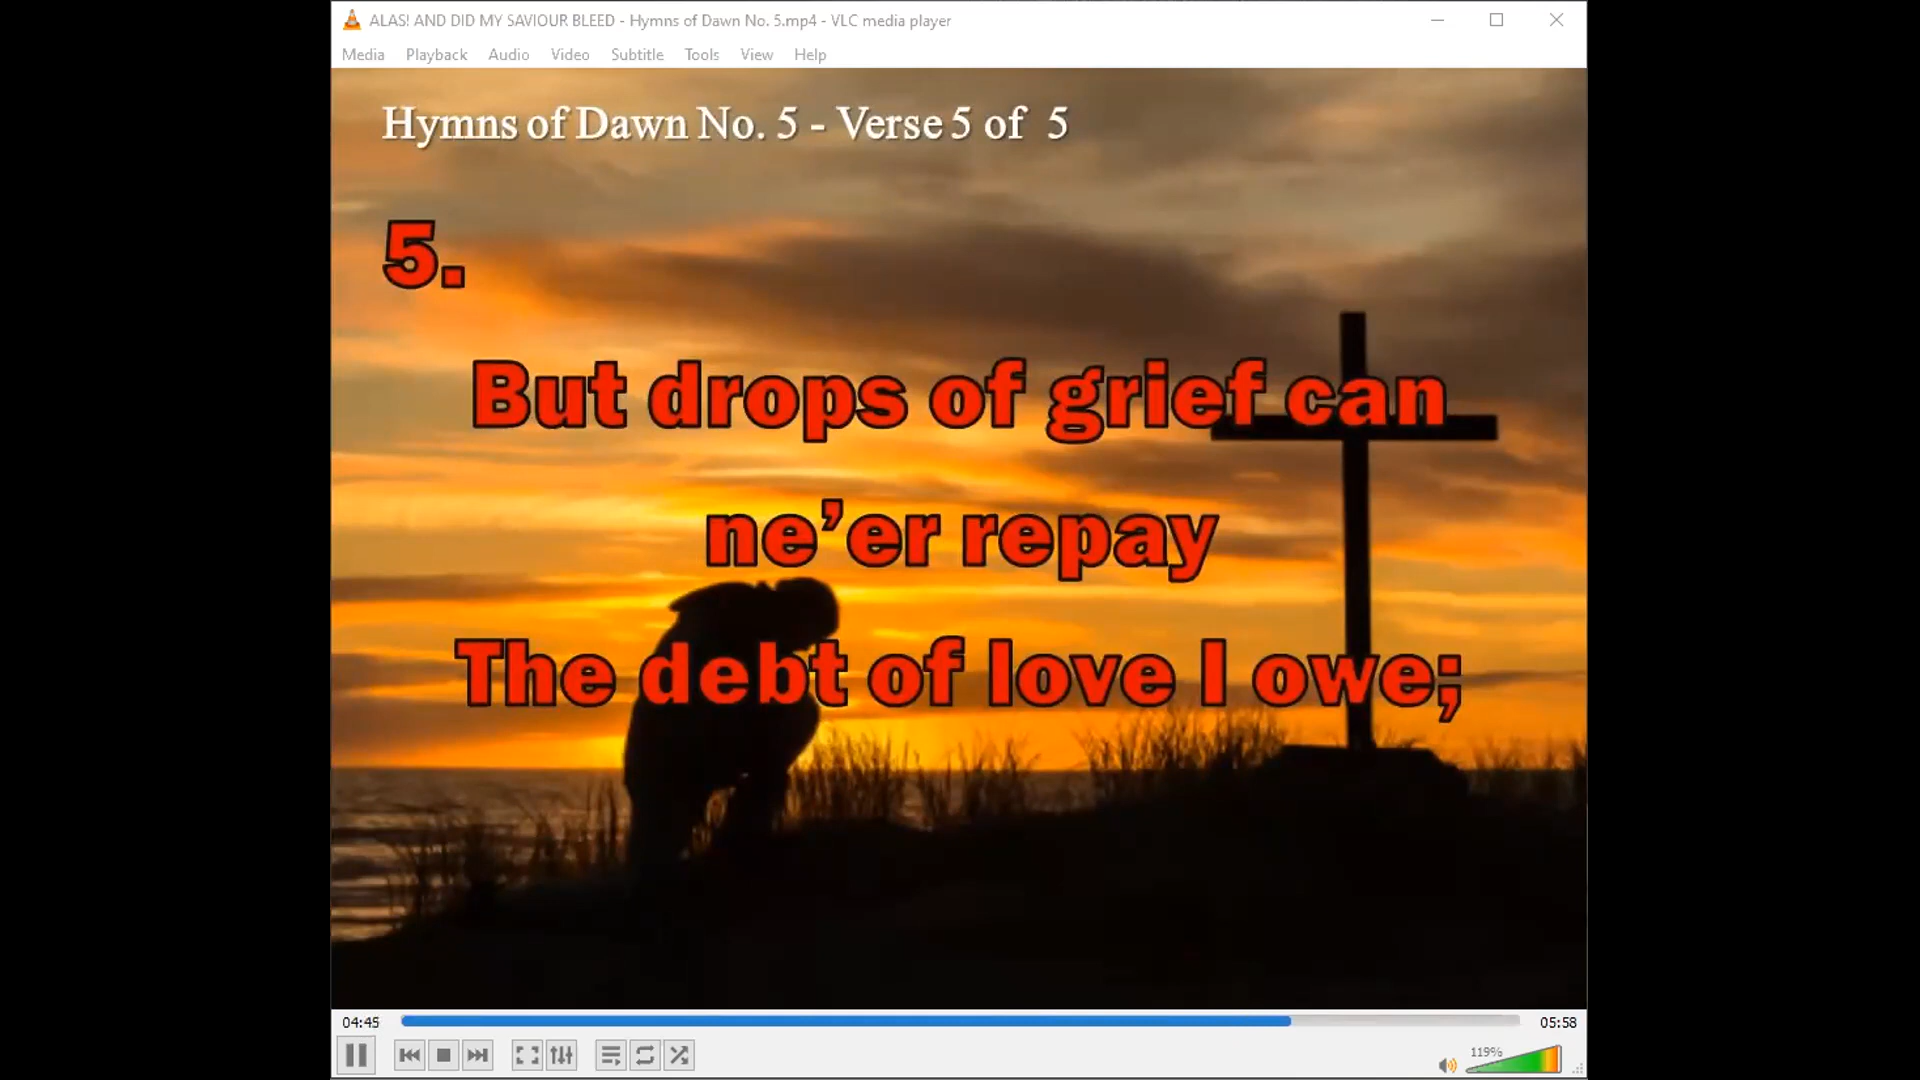 ALAS! AND DID MY SAVIOUR BLEED - Hymns of Dawn No. 5.mp4 - VLC media player
Media Playback Audio Video Subtitle Tools View Help
Hymns of Dawn No. 5 - Verse 5 of 5
5.
But drops of grief can
ne’er repay
The debt of love I owe;
04:45 05:58
119%